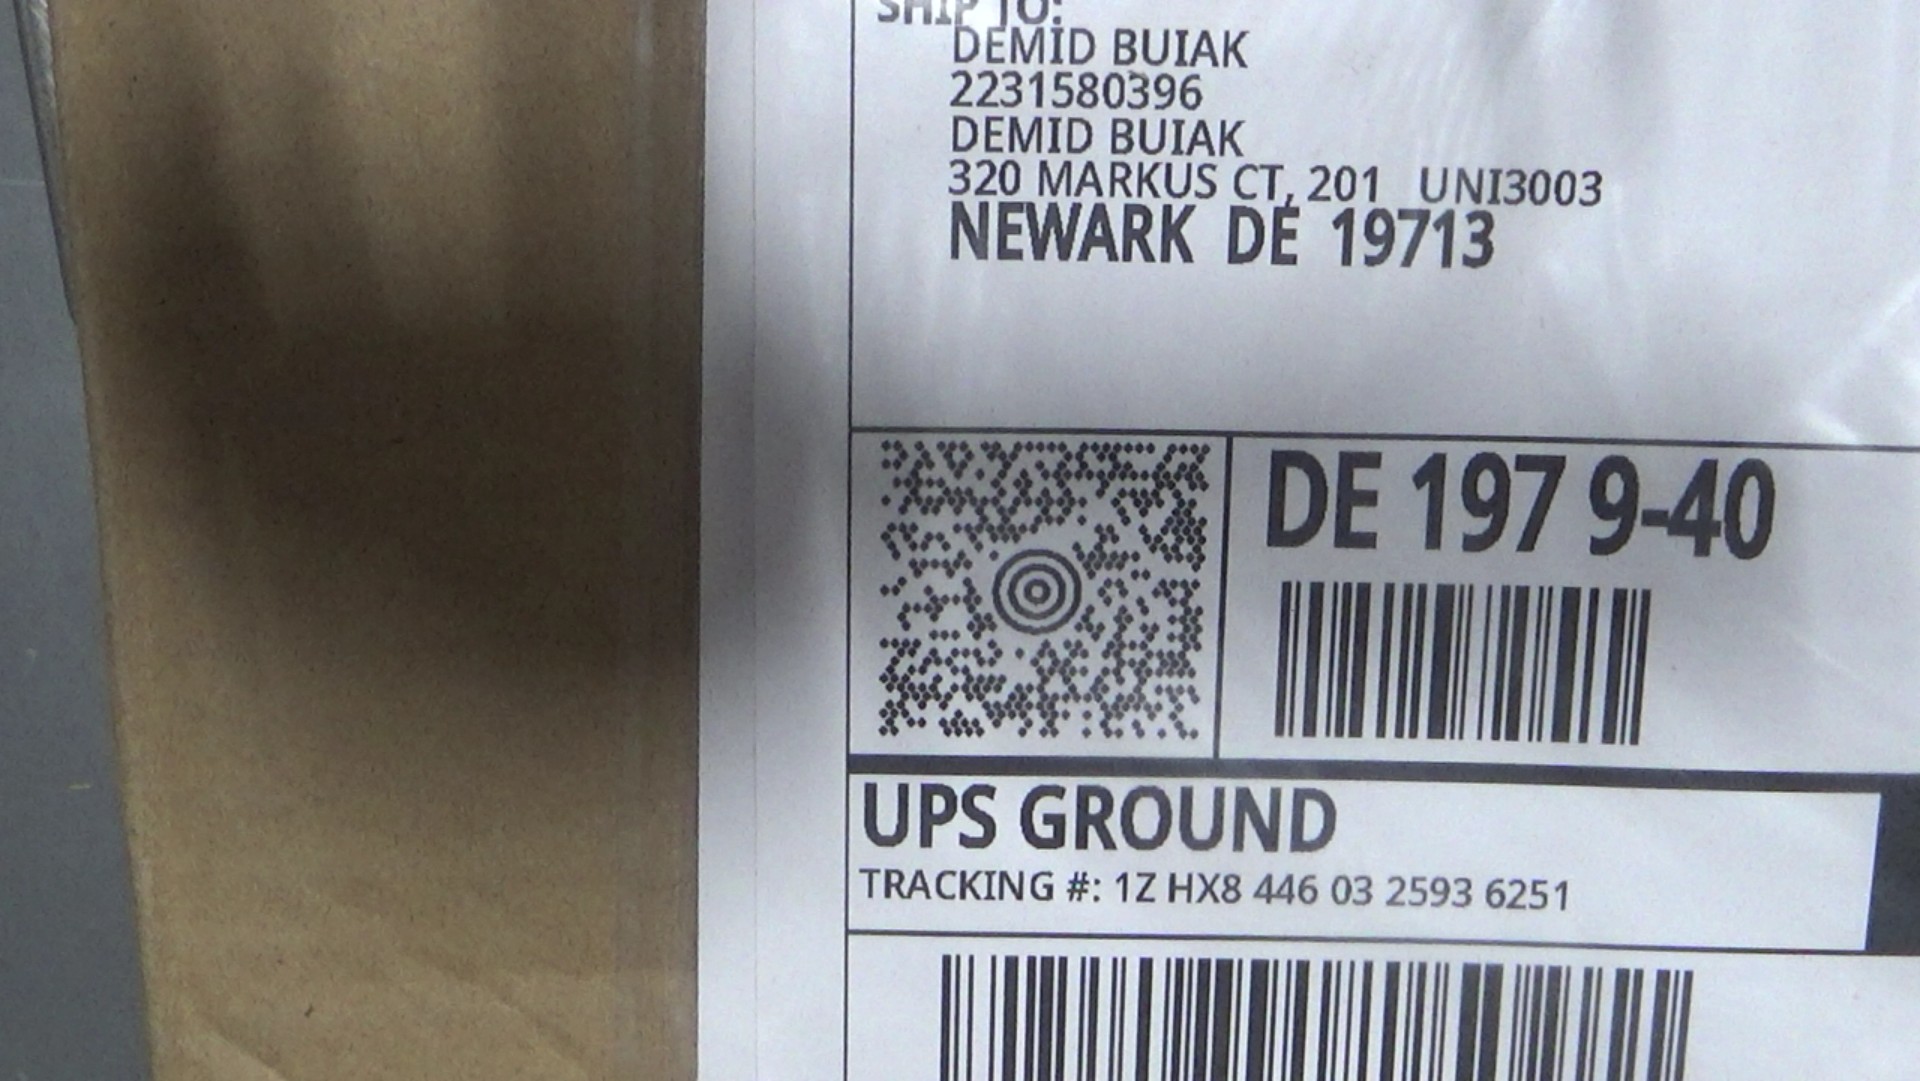 SHIP TO:
DEMID BUIAK
2231580396
DEMID BUIAK
320 MARKUS CT, 201 UNI3003
NEWARK DE 19713
DE 197 9-40
UPS GROUND
TRACKING #: 1Z HX8 446 03 2593 6251